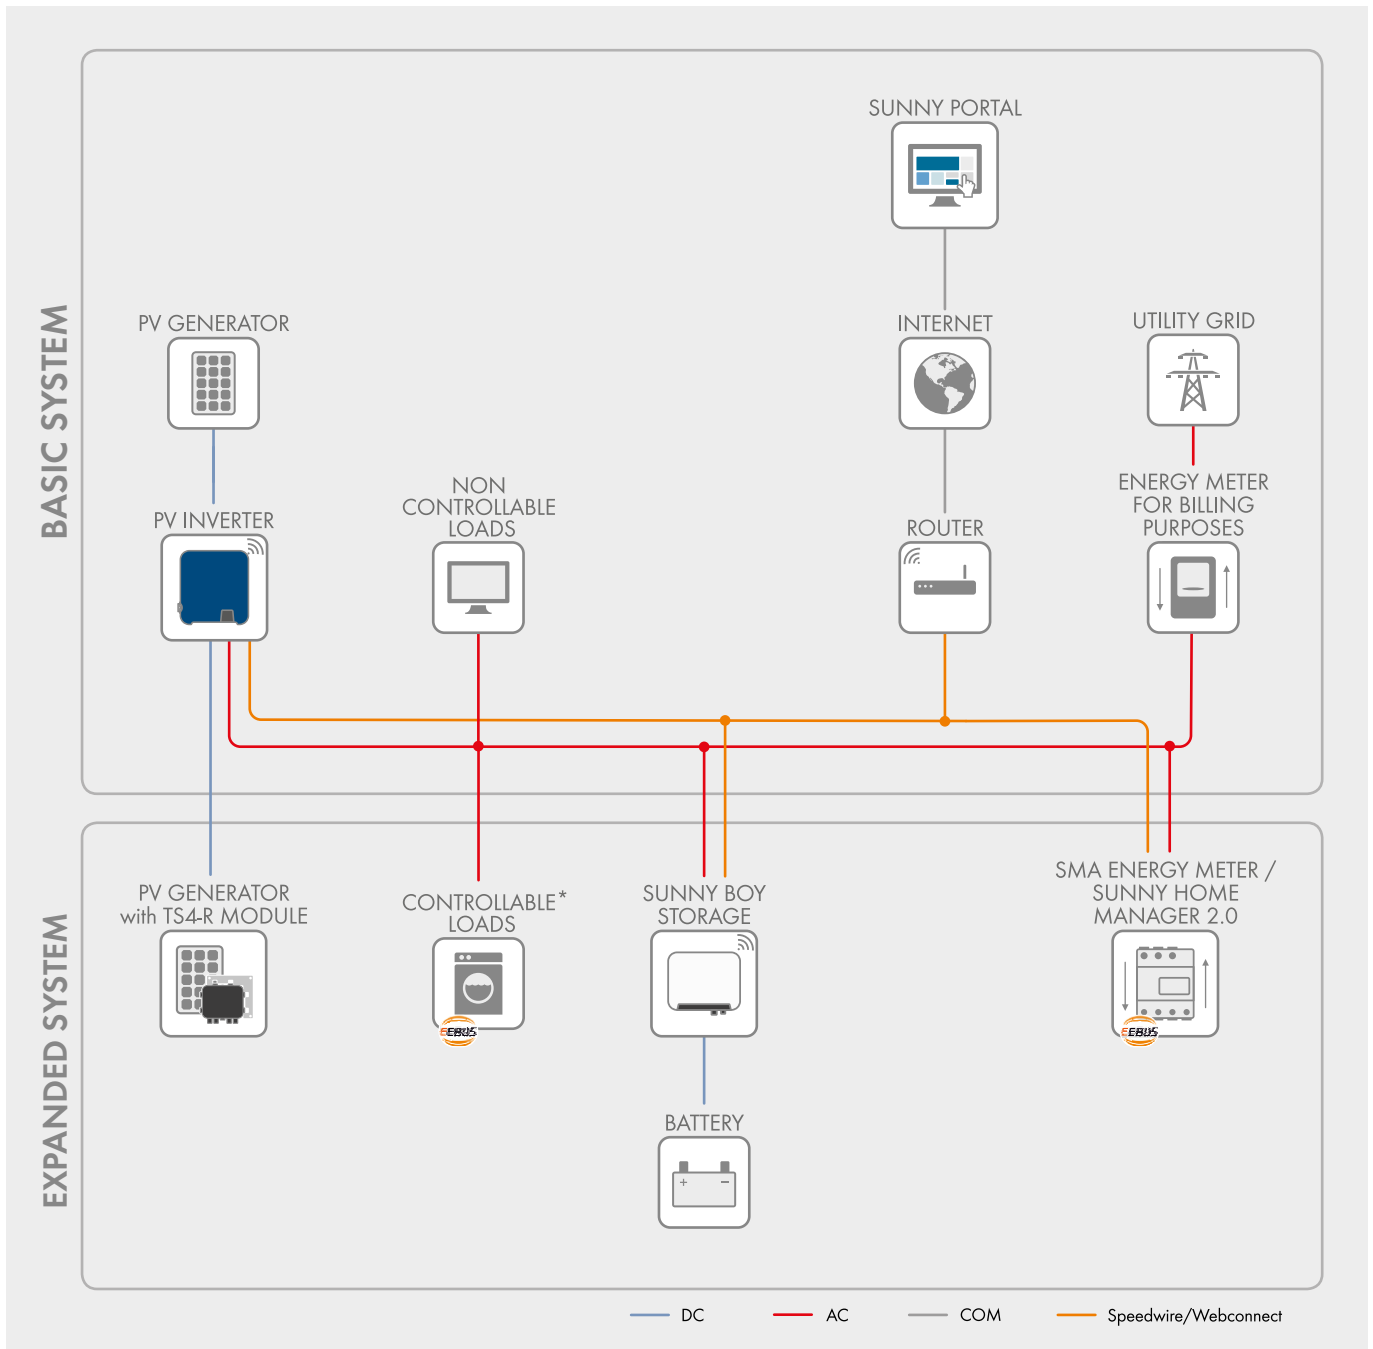 BASIC SYSTEM
SUNNY PORTAL
PV GENERATOR
INTERNET
UTILITY GRID
PV INVERTER
NON
CONTROLLABLE
LOADS
ROUTER
ENERGY METER
FOR BILLING
PURPOSES
EXPANDED SYSTEM
PV GENERATOR
with TS4-R MODULE
CONTROLLABLE*
LOADS
EEBUS
SUNNY BOY
STORAGE
SMA ENERGY METER /
SUNNY HOME
MANAGER 2.0
EEBUS
BATTERY
+ −
DC
AC
COM
Speedwire/Webconnect